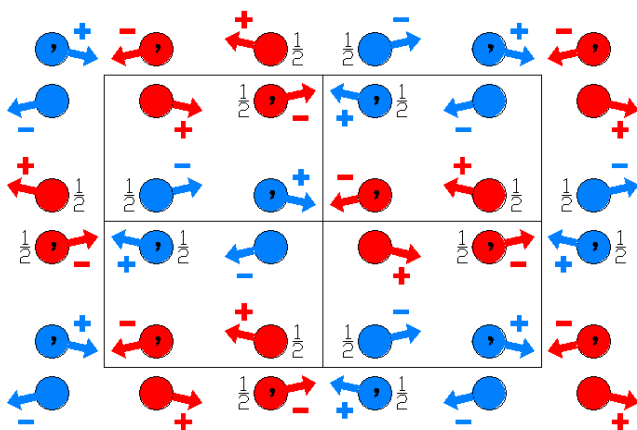 , + − , + 1/2 1/2 − , + − ,
− + 1/2 , − + , 1/2 − +
+ 1/2 1/2 − , + − , + 1/2 1/2 −
1/2 , − + , 1/2 − + 1/2 , − + , 1/2
, + − , + 1/2 1/2 − , + − ,
− + 1/2 , − + , 1/2 − +